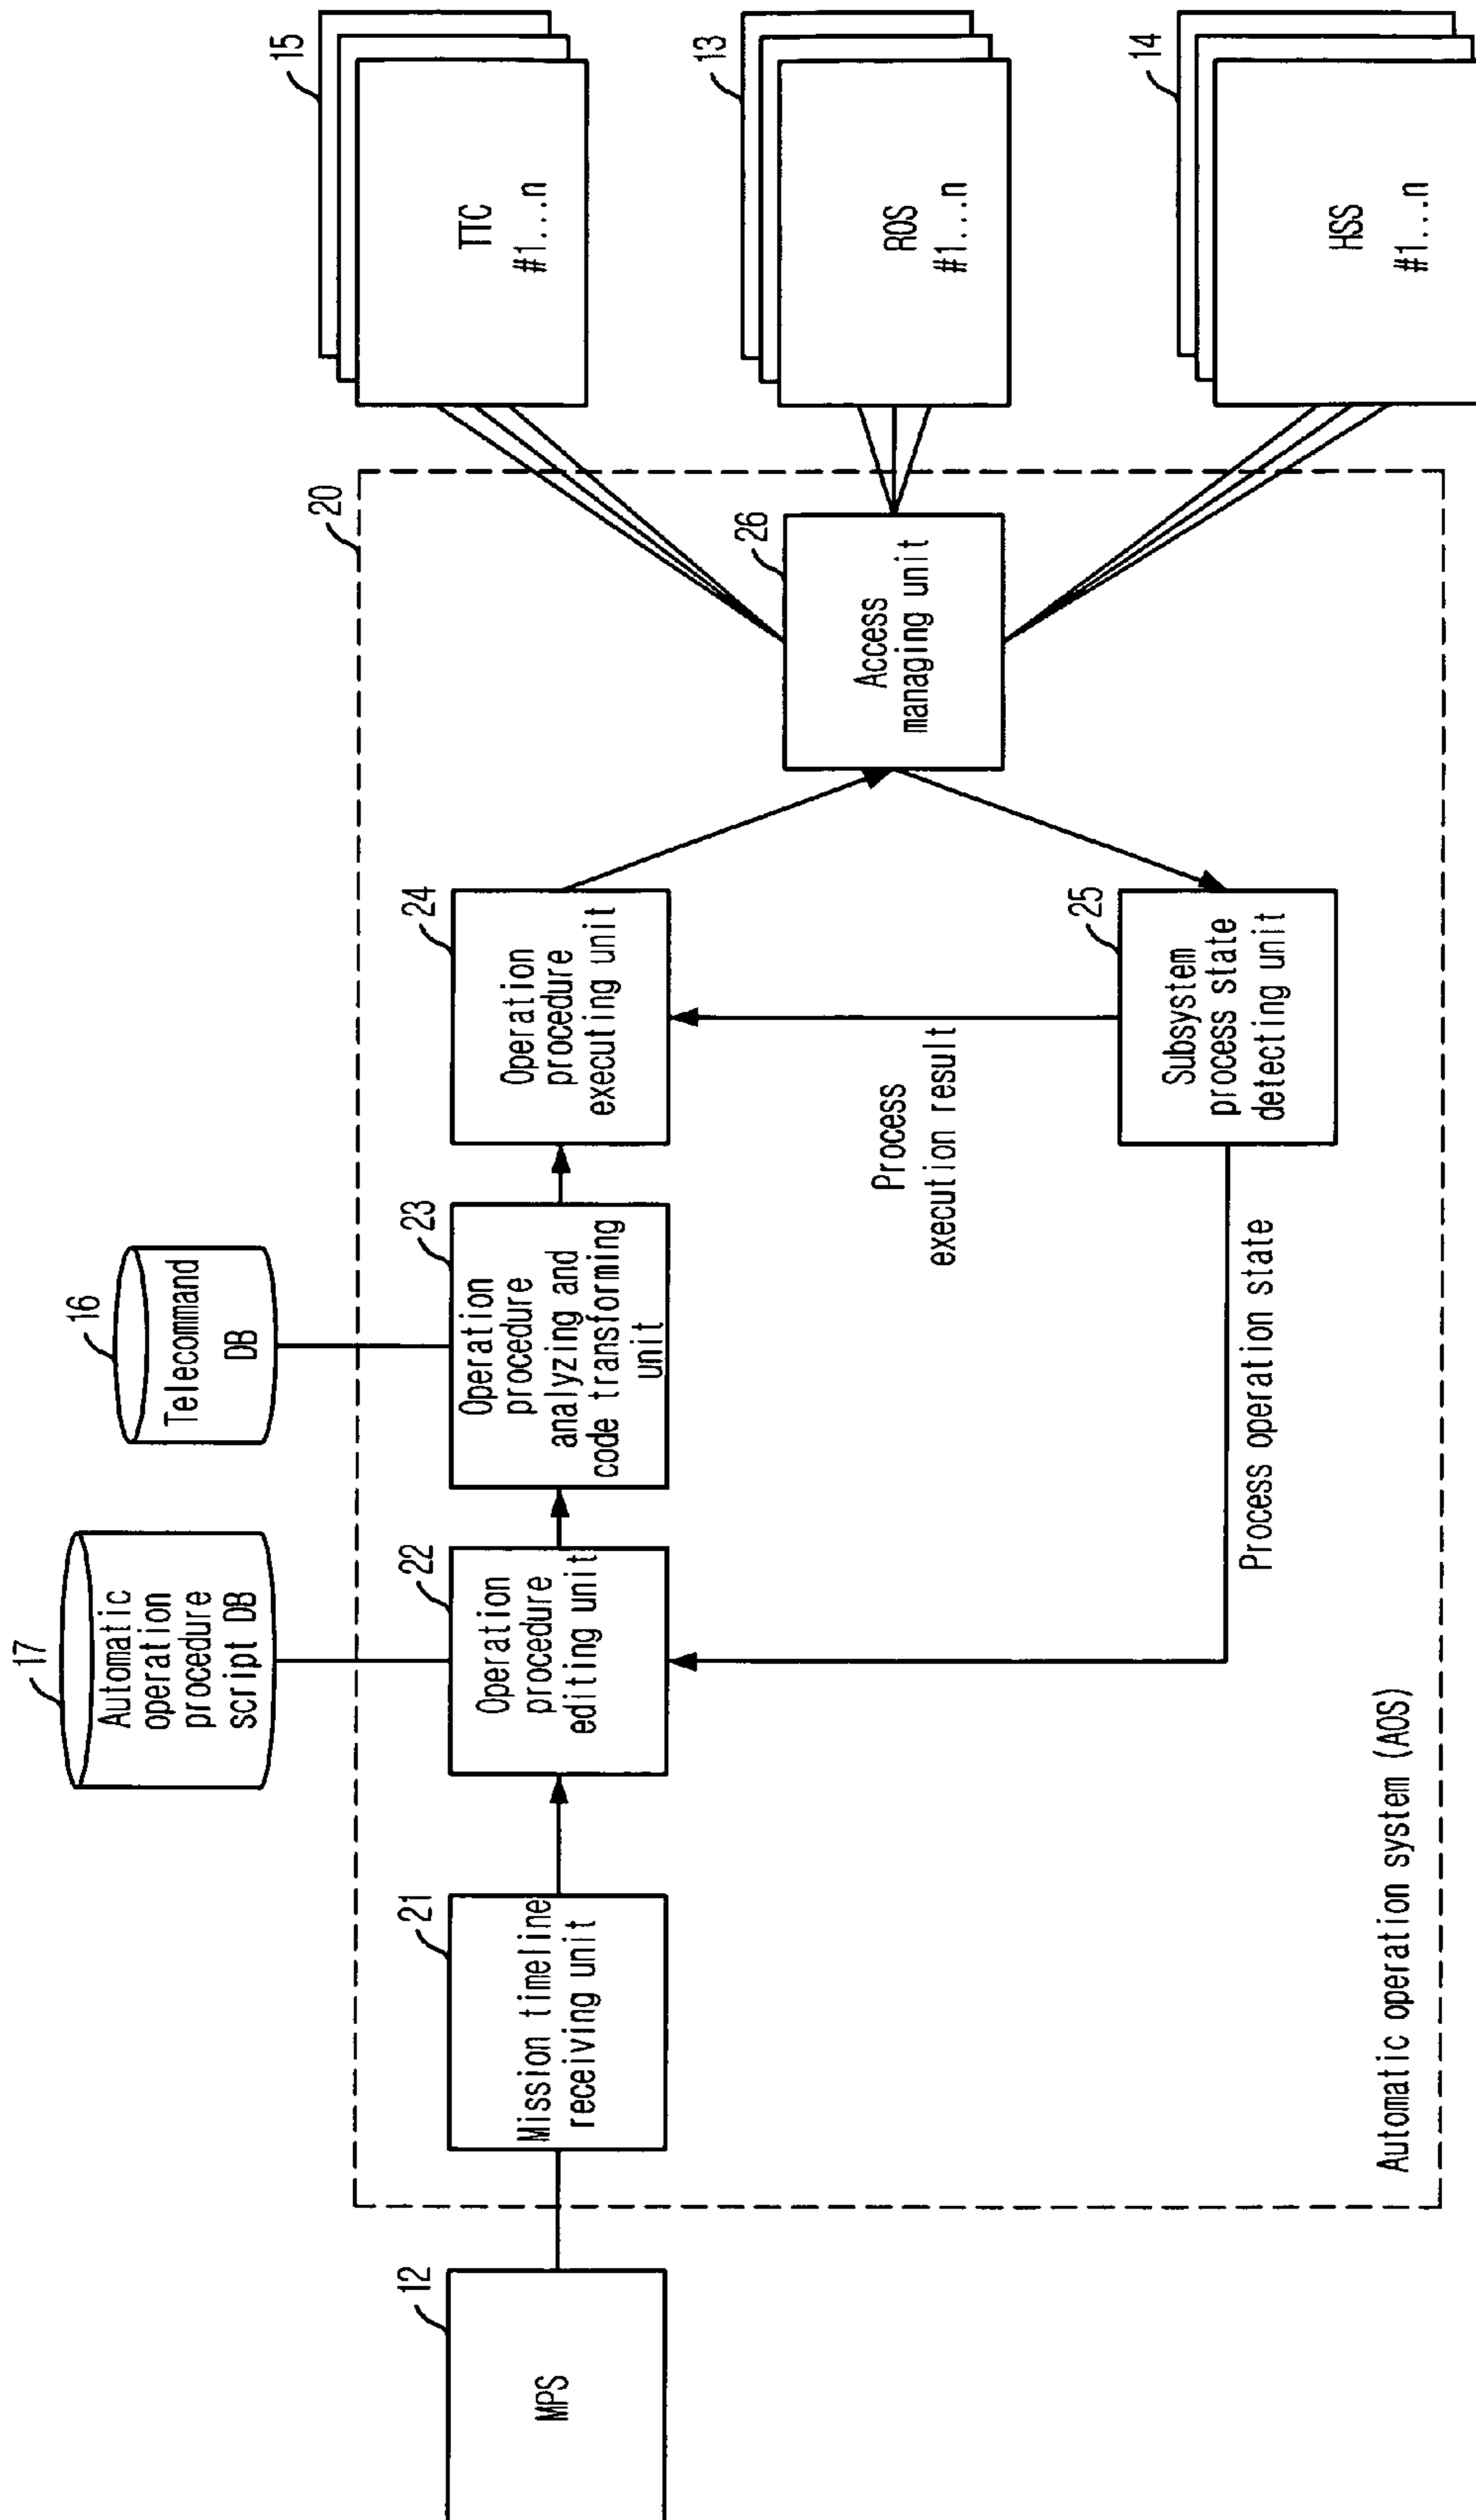 17
Automatic
operation
procedure
script DB
16
Telecommand
DB
12
MPS
20
21
Mission timeline
receiving unit
22
Operation
procedure
editing unit
23
Operation
procedure
analyzing and
code transforming
unit
24
Operation
procedure
executing unit
26
Access
managing unit
Process
execution result
25
Subsystem
process state
detecting unit
Process operation state
Automatic operation system (AOS)
15
TTC
#1...n
13
ROS
#1...n
14
HSS
#1...n